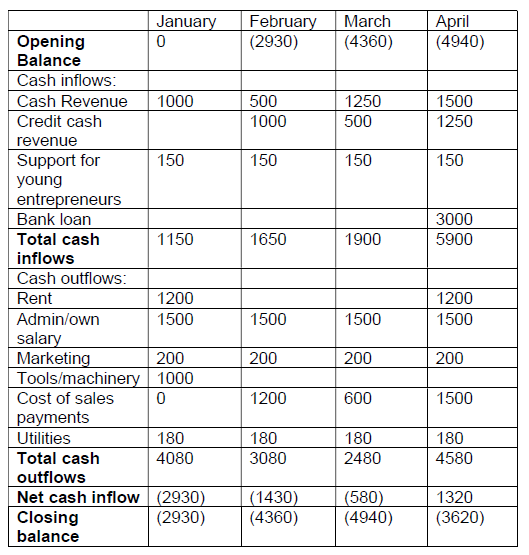 January February March April
Opening 0 (2930) (4360) (4940)
Balance
Cash inflows:
Cash Revenue 1000 500 1250 1500
Credit cash 1000 500 1250
revenue
Support for 150 150 150 150
young
entrepreneurs
Bank loan 3000
Total cash 1150 1650 1900 5900
inflows
Cash outflows:
Rent 1200 1200
Admin/own 1500 1500 1500 1500
salary
Marketing 200 200 200 200
Tools/machinery 1000
Cost of sales 0 1200 600 1500
payments
Utilities 180 180 180 180
Total cash 4080 3080 2480 4580
outflows
Net cash inflow (2930) (1430) (580) 1320
Closing (2930) (4360) (4940) (3620)
balance